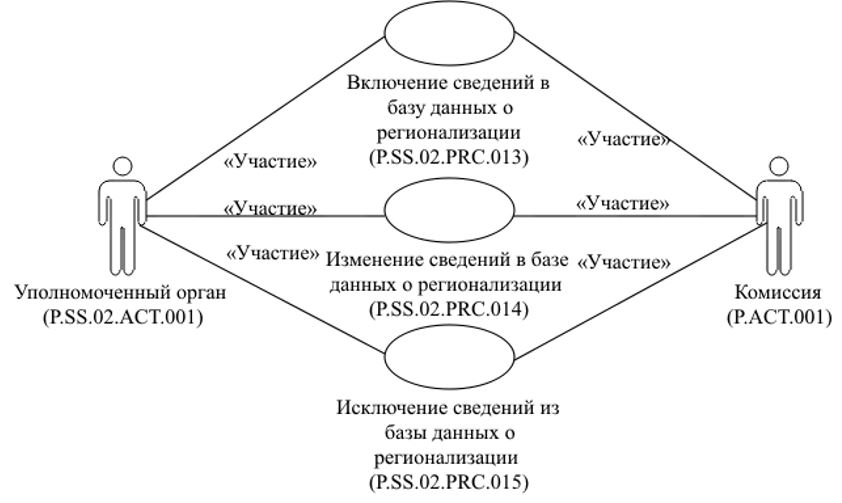 Включение сведений в
базу данных о
регионализации
(P.SS.02.PRC.013)
«Участие»
«Участие»
«Участие»
«Участие»
«Участие»
Изменение сведений в базе
данных о регионализации
(P.SS.02.PRC.014)
«Участие»
Уполномоченный орган
(P.SS.02.ACT.001)
Комиссия
(P.ACT.001)
Исключение сведений из
базы данных о
регионализации
(P.SS.02.PRC.015)